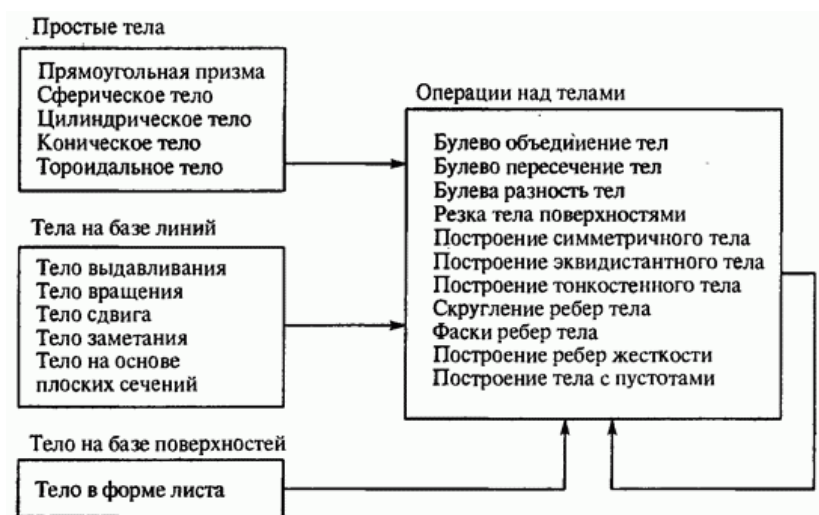 Простые тела
Прямоугольная призма
Сферическое тело
Цилиндрическое тело
Коническое тело
Тороидальное тело
Тела на базе линий
Тело выдавливания
Тело вращения
Тело сдвига
Тело заметания
Тело на основе
плоских сечений
Тело на базе поверхностей
Тело в форме листа
Операции над телами
Булево объединение тел
Булево пересечение тел
Булева разность тел
Резка тела поверхностями
Построение симметричного тела
Построение эквидистантного тела
Построение тонкостенного тела
Скругление ребер тела
Фаски ребер тела
Построение ребер жесткости
Построение тела с пустотами